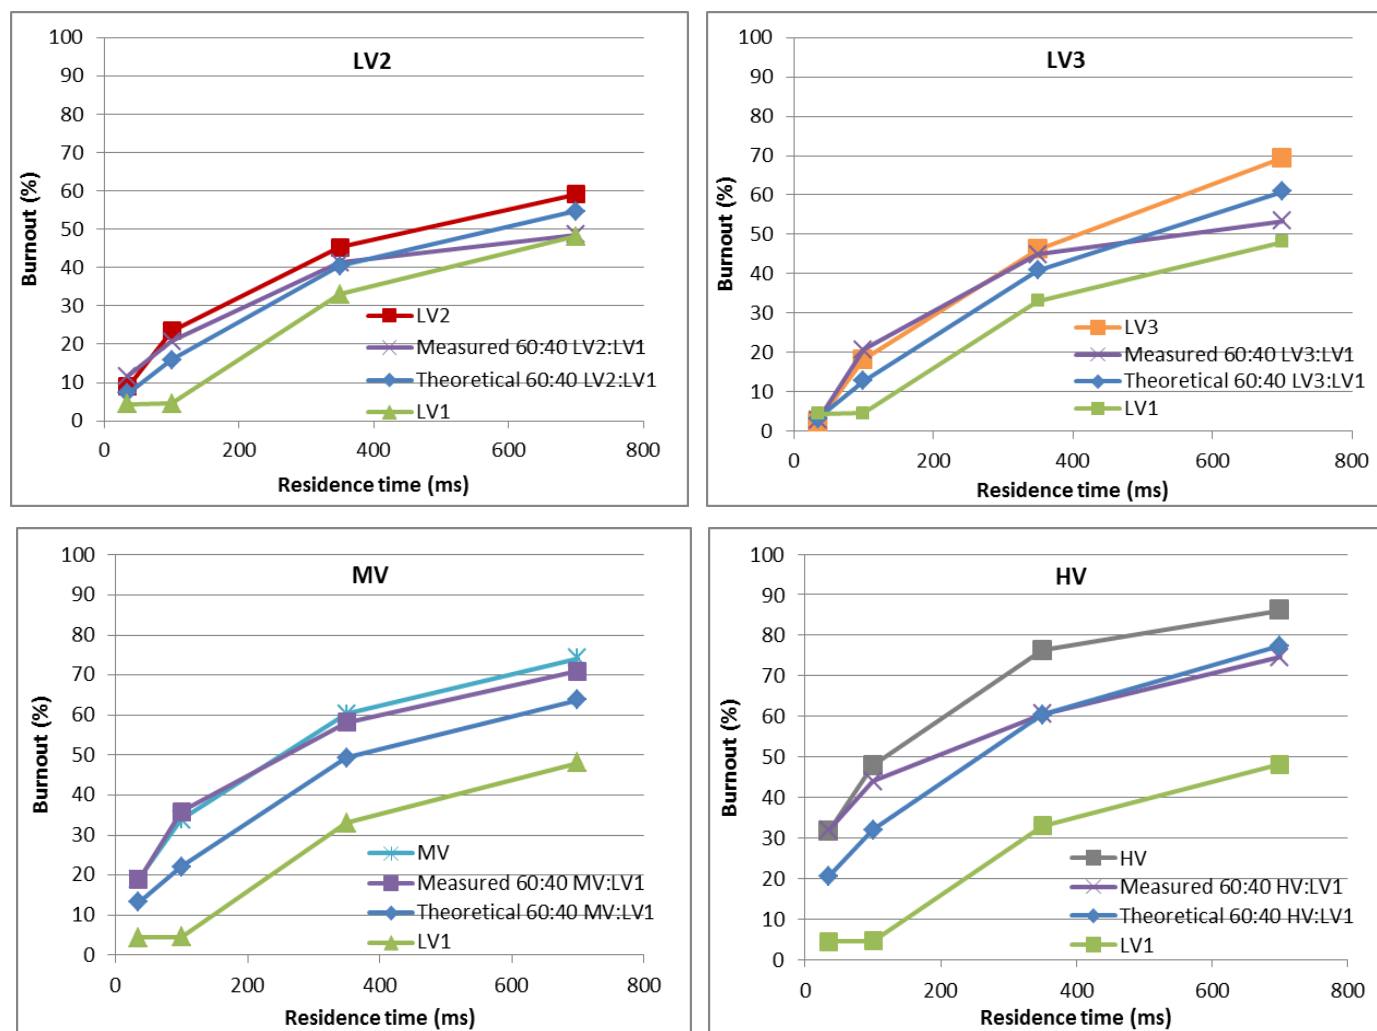 LV2
100
90
80
70
60
50
40
30
20
10
0
Burnout (%)
LV2
Measured 60:40 LV2:LV1
Theoretical 60:40 LV2:LV1
LV1
0 200 400 600 800
Residence time (ms)
LV3
100
90
80
70
60
50
40
30
20
10
0
Burnout (%)
LV3
Measured 60:40 LV3:LV1
Theoretical 60:40 LV3:LV1
LV1
0 200 400 600 800
Residence time (ms)
MV
100
90
80
70
60
50
40
30
20
10
0
Burnout (%)
MV
Measured 60:40 MV:LV1
Theoretical 60:40 MV:LV1
LV1
0 200 400 600 800
Residence time (ms)
HV
100
90
80
70
60
50
40
30
20
10
0
Burnout (%)
HV
Measured 60:40 HV:LV1
Theoretical 60:40 HV:LV1
LV1
0 200 400 600 800
Residence time (ms)